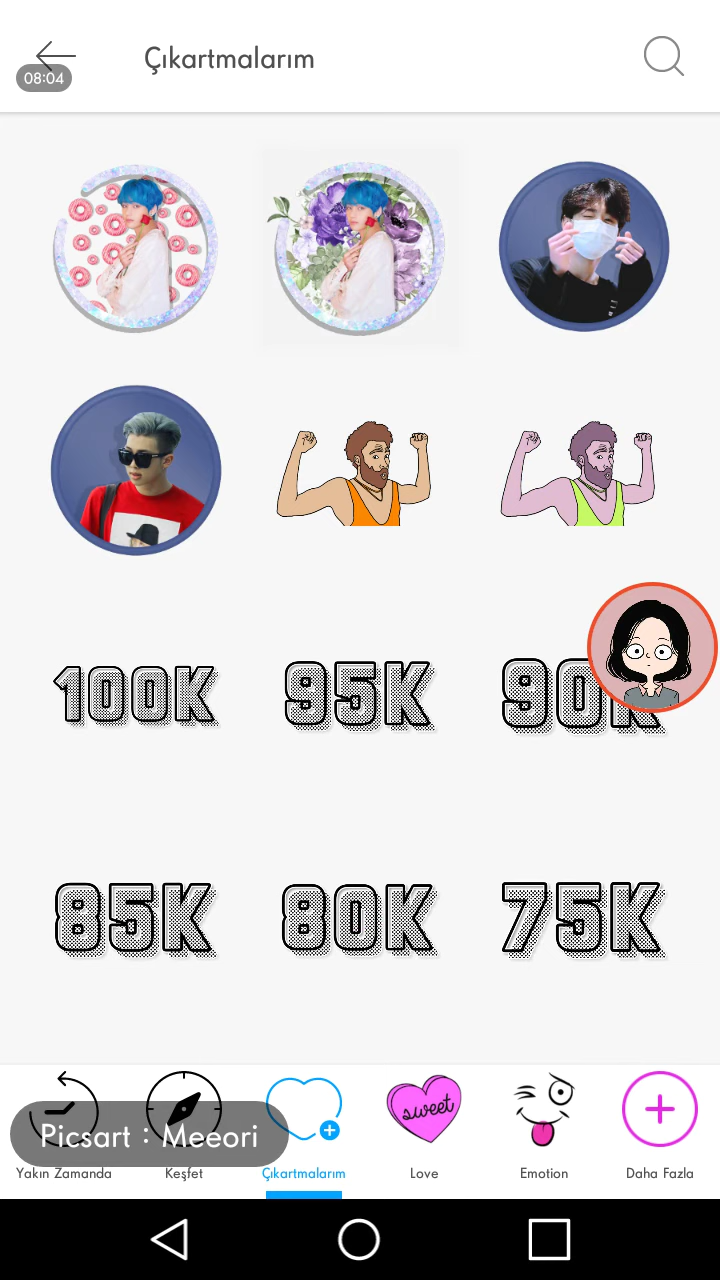 Çıkartmalarım
08:04
100K
95K
90K
85K
80K
75K
sweet
Picsart : Meeori
Yakın Zamanda
Keşfet
Çıkartmalarım
Love
Emotion
Daha Fazla